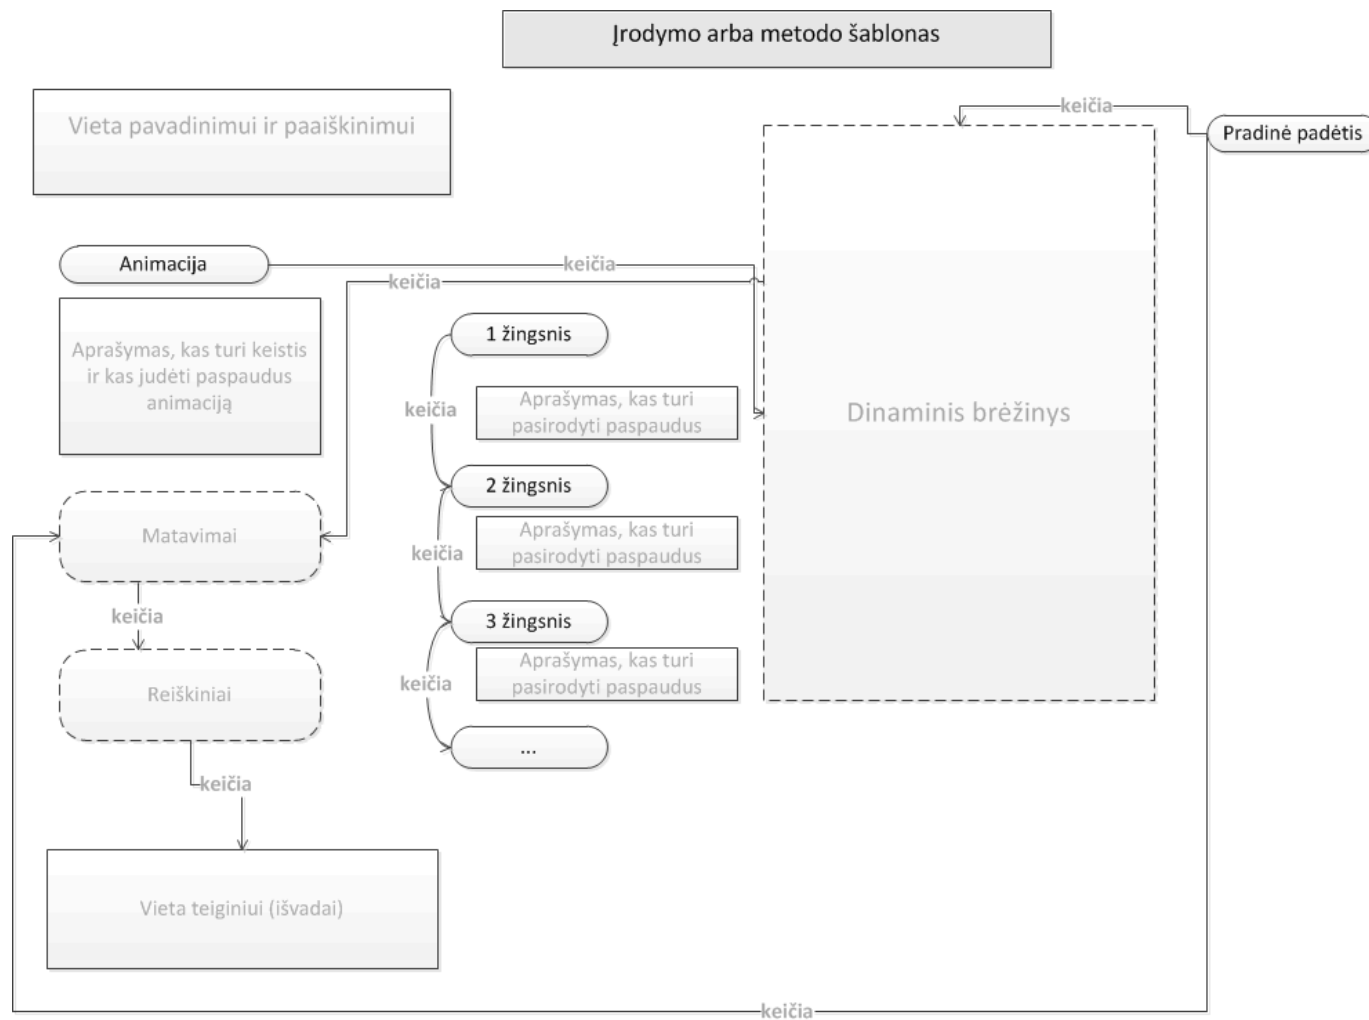 Įrodymo arba metodo šablonas
Vieta pavadinimui ir paaiškinimui
keičia
Pradinė padėtis
Animacija
keičia
keičia
Aprašymas, kas turi keistis
ir kas judėti paspaudus
animaciją
1 žingsnis
keičia
Aprašymas, kas turi
pasirodyti paspaudus
Dinaminis brėžinys
2 žingsnis
Matavimai
keičia
Aprašymas, kas turi
pasirodyti paspaudus
keičia
3 žingsnis
Reiškiniai
keičia
Aprašymas, kas turi
pasirodyti paspaudus
...
keičia
Vieta teiginiui (išvadai)
keičia